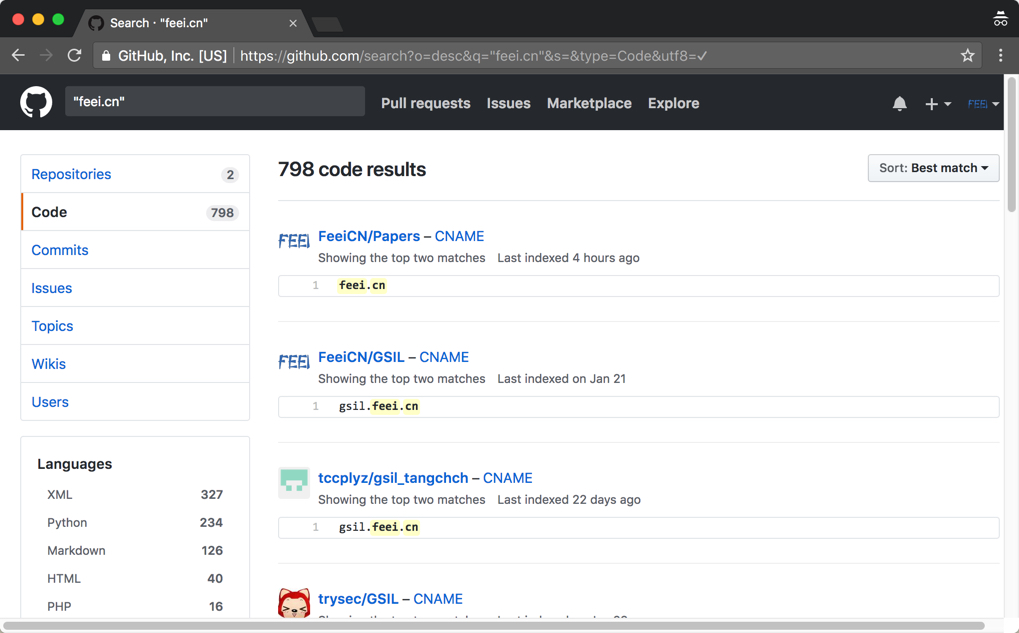 Search · "feei.cn"
GitHub, Inc. [US] https://github.com/search?o=desc&q="feei.cn"&s=&type=Code&utf8=✓
"feei.cn" Pull requests Issues Marketplace Explore FEEI
Repositories 2
Code 798
Commits
Issues
Topics
Wikis
Users
Languages
XML 327
Python 234
Markdown 126
HTML 40
PHP 16
798 code results
Sort: Best match
FEEI
FeeiCN/Papers – CNAME
Showing the top two matches Last indexed 4 hours ago
1 feei.cn
FEEI
FeeiCN/GSIL – CNAME
Showing the top two matches Last indexed on Jan 21
1 gsil.feei.cn
tccplyz/gsil_tangchch – CNAME
Showing the top two matches Last indexed 22 days ago
1 gsil.feei.cn
trysec/GSIL – CNAME